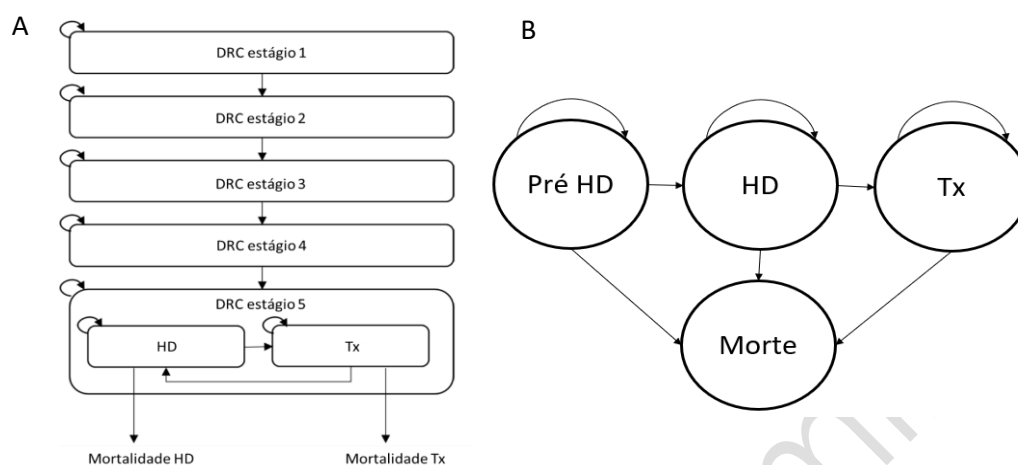 A
DRC estágio 1
DRC estágio 2
DRC estágio 3
DRC estágio 4
DRC estágio 5
HD
Tx
Mortalidade HD
Mortalidade Tx
B
Pré HD
HD
Tx
Morte